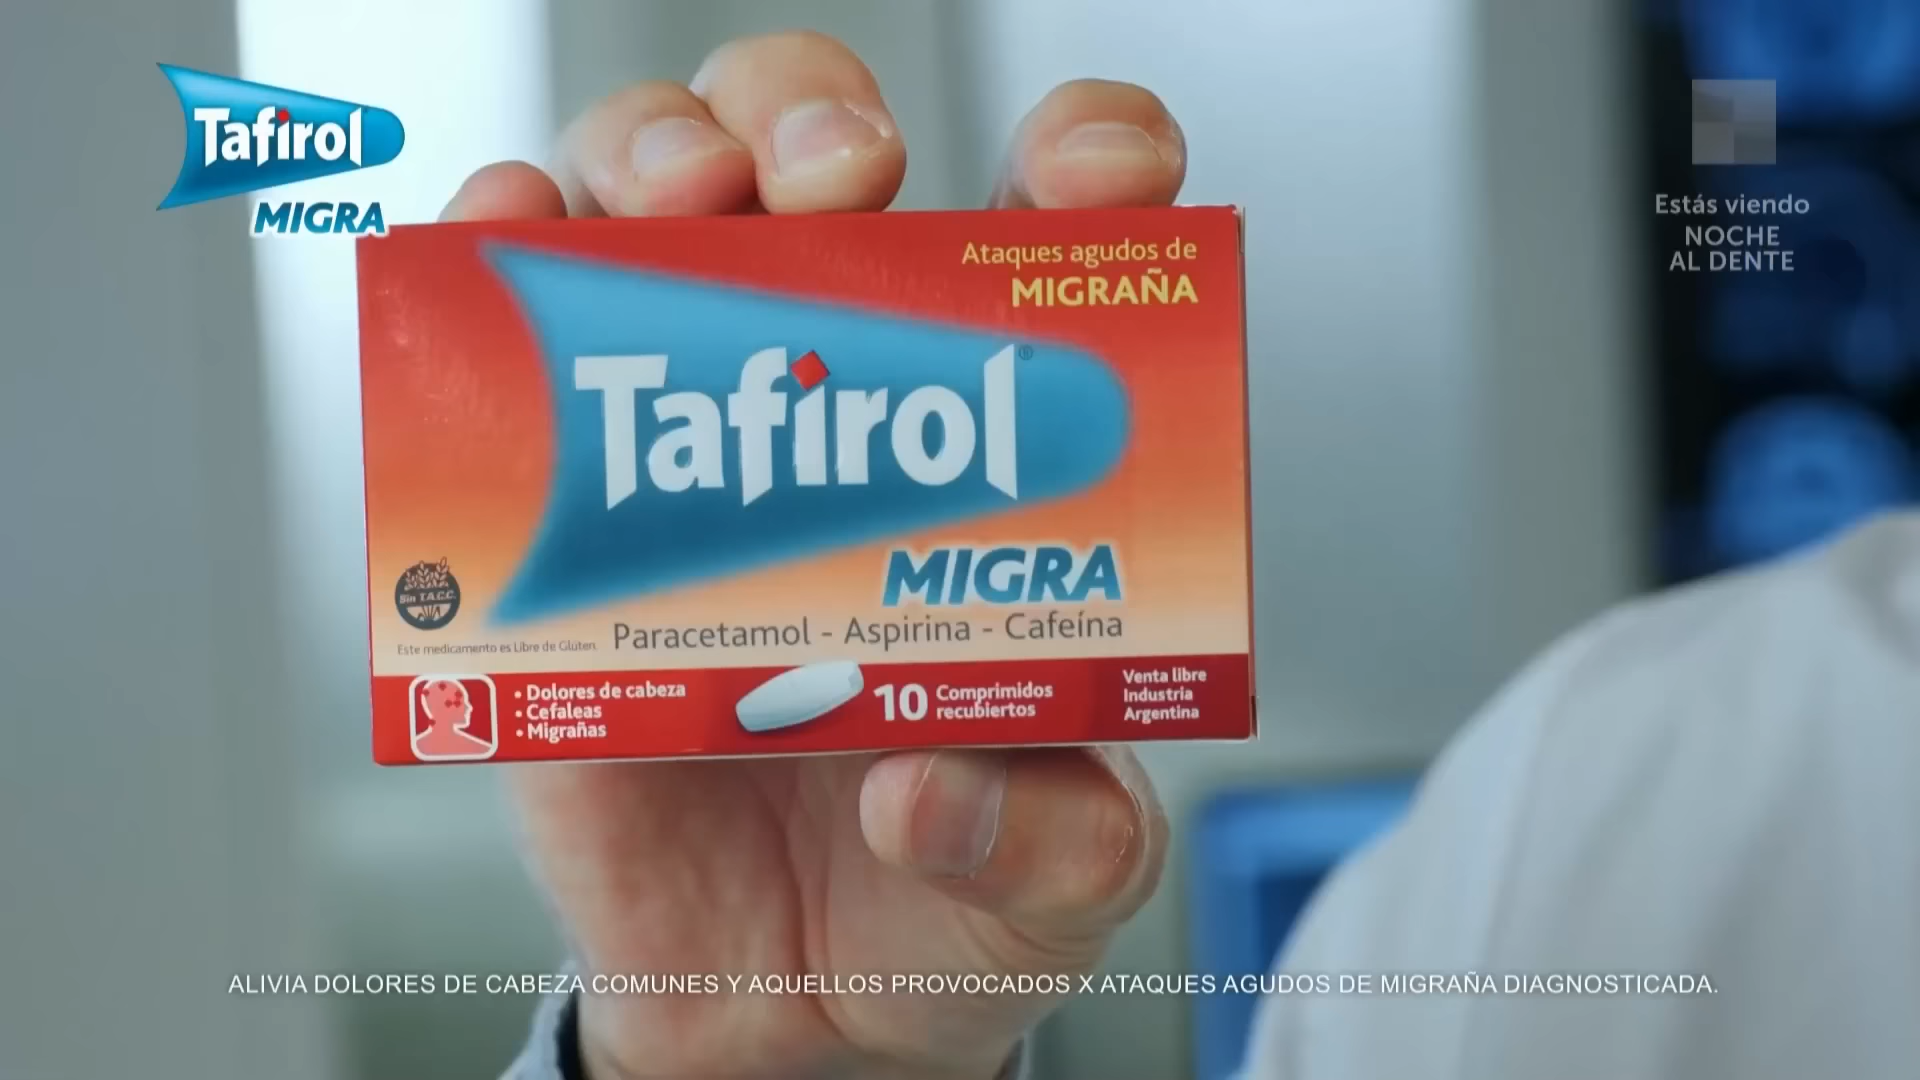 Tafirol
MIGRA
Estás viendo
NOCHE
AL DENTE
Ataques agudos de
MIGRAÑA
Tafirol®
MIGRA
Paracetamol - Aspirina - Cafeína
Sin T.A.C.C.
Este medicamento es Libre de Gluten.
• Dolores de cabeza
• Cefaleas
• Migrañas
10 Comprimidos
recubiertos
Venta libre
Industria
Argentina
ALIVIA DOLORES DE CABEZA COMUNES Y AQUELLOS PROVOCADOS X ATAQUES AGUDOS DE MIGRAÑA DIAGNOSTICADA.